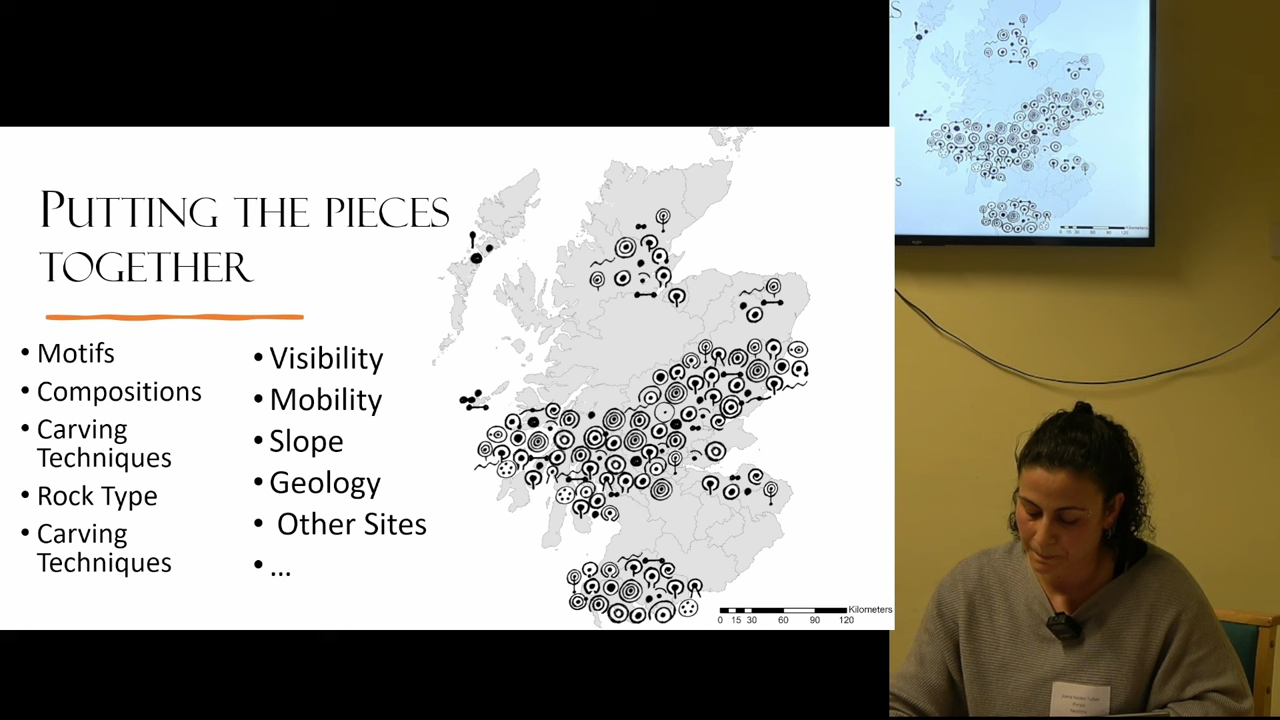 PUTTING THE PIECES
TOGETHER
• Motifs
• Compositions
• Carving
Techniques
• Rock Type
• Carving
Techniques
• Visibility
• Mobility
• Slope
• Geology
• Other Sites
• ...
Kilometers
0 15 30 60 90 120
S
S
Kilometers